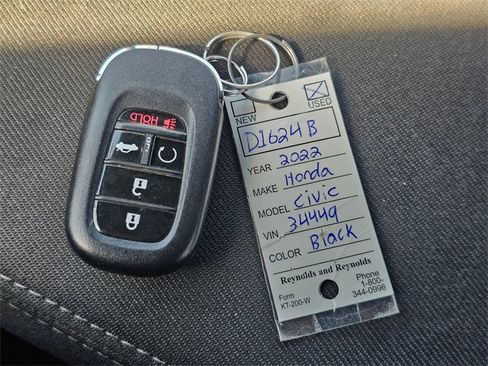 HOLD
NEW
USED
D1624B
YEAR 2022
MAKE Honda
MODEL Civic
VIN 34449
COLOR Black
Reynolds and Reynolds
Form
KT-200-W
Phone
1-800-
344-0996